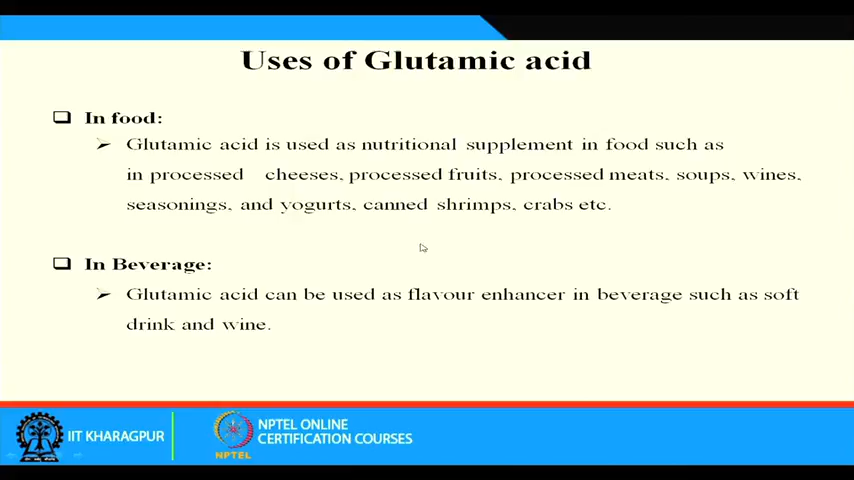 Uses of Glutamic acid
In food:
Glutamic acid is used as nutritional supplement in food such as
in processed cheeses, processed fruits, processed meats, soups, wines,
seasonings, and yogurts, canned shrimps, crabs etc.
In Beverage:
Glutamic acid can be used as flavour enhancer in beverage such as soft
drink and wine.
IIT KHARAGPUR
NPTEL
NPTEL ONLINE
CERTIFICATION COURSES